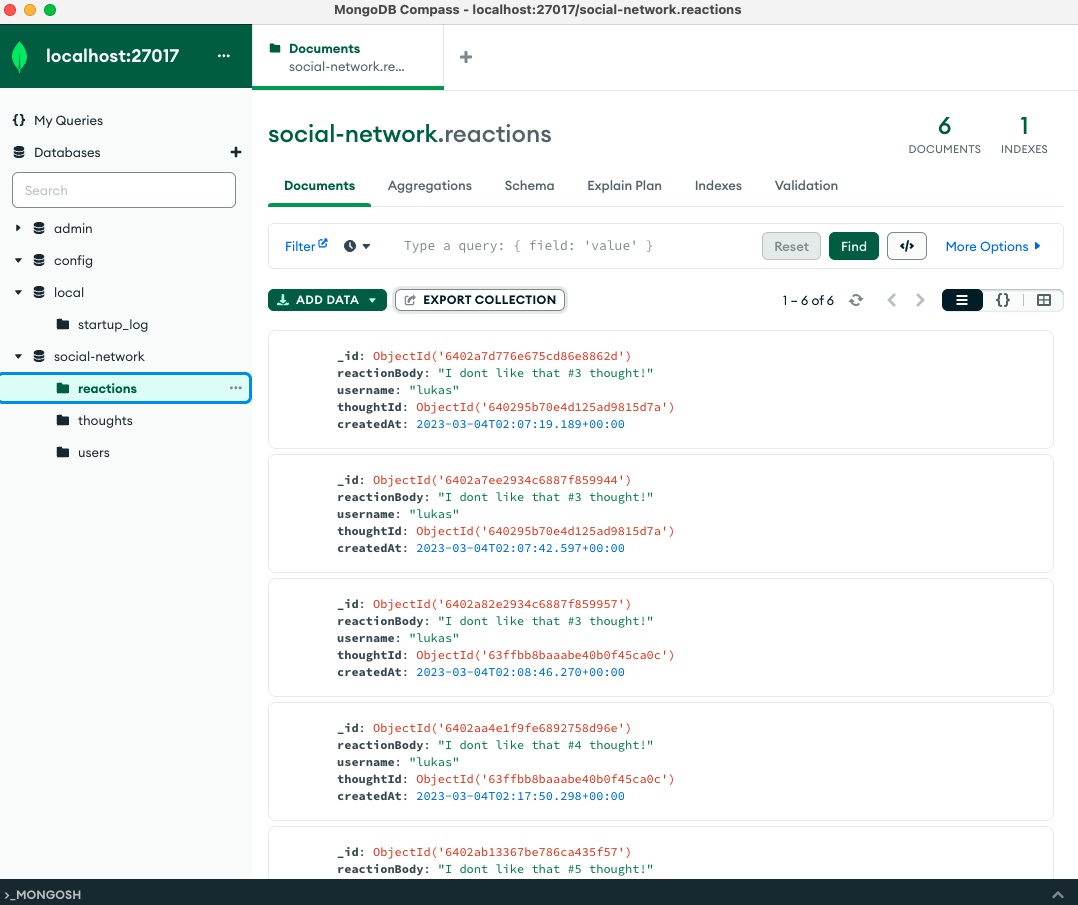 MongoDB Compass - localhost:27017/social-network.reactions
localhost:27017 ...
Documents
social-network.re...
+
{} My Queries
Databases +
Search
admin
config
local
startup_log
social-network
reactions ...
thoughts
users
social-network.reactions
6 1
DOCUMENTS INDEXES
Documents Aggregations Schema Explain Plan Indexes Validation
Filter Type a query: { field: 'value' } Reset Find </> More Options
ADD DATA EXPORT COLLECTION 1 – 6 of 6 {}
_id: ObjectId('6402a7d776e675cd86e8862d')
reactionBody: "I dont like that #3 thought!"
username: "lukas"
thoughtId: ObjectId('640295b70e4d125ad9815d7a')
createdAt: 2023-03-04T02:07:19.189+00:00
_id: ObjectId('6402a7ee2934c6887f859944')
reactionBody: "I dont like that #3 thought!"
username: "lukas"
thoughtId: ObjectId('640295b70e4d125ad9815d7a')
createdAt: 2023-03-04T02:07:42.597+00:00
_id: ObjectId('6402a82e2934c6887f859957')
reactionBody: "I dont like that #3 thought!"
username: "lukas"
thoughtId: ObjectId('63ffbb8baaabe40b0f45ca0c')
createdAt: 2023-03-04T02:08:46.270+00:00
_id: ObjectId('6402aa4e1f9fe6892758d96e')
reactionBody: "I dont like that #4 thought!"
username: "lukas"
thoughtId: ObjectId('63ffbb8baaabe40b0f45ca0c')
createdAt: 2023-03-04T02:17:50.298+00:00
_id: ObjectId('6402ab13367be786ca435f57')
reactionBody: "I dont like that #5 thought!"
>_MONGOSH